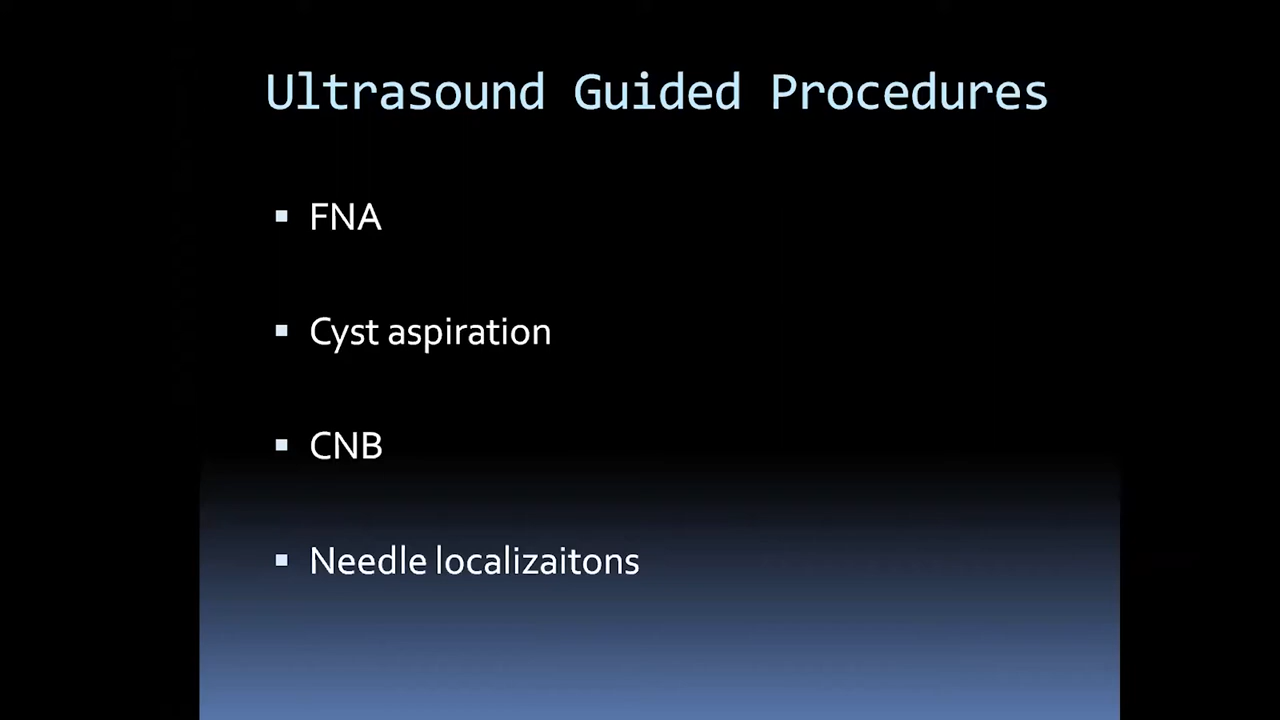 Ultrasound Guided Procedures
▪ FNA
▪ Cyst aspiration
▪ CNB
▪ Needle localizaitons